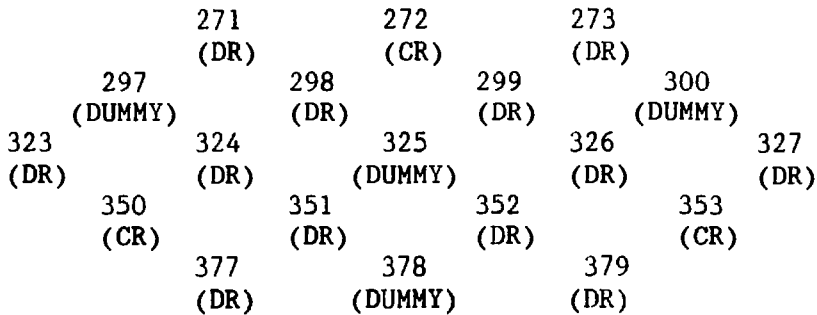 271 272 273
(DR) (CR) (DR)
297 298 299 300
(DUMMY) (DR) (DR) (DUMMY)
323 324 325 326 327
(DR) (DR) (DUMMY) (DR) (DR)
350 351 352 353
(CR) (DR) (DR) (CR)
377 378 379
(DR) (DUMMY) (DR)